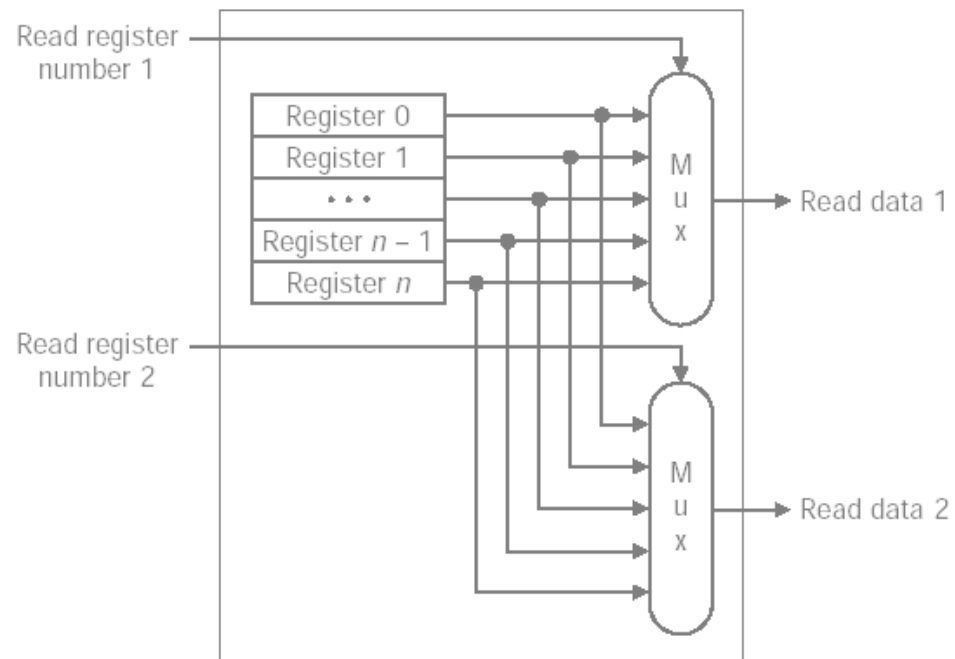 Read register
number 1
Register 0
Register 1
. . .
Register n – 1
Register n
M
u
x
Read data 1
Read register
number 2
M
u
x
Read data 2